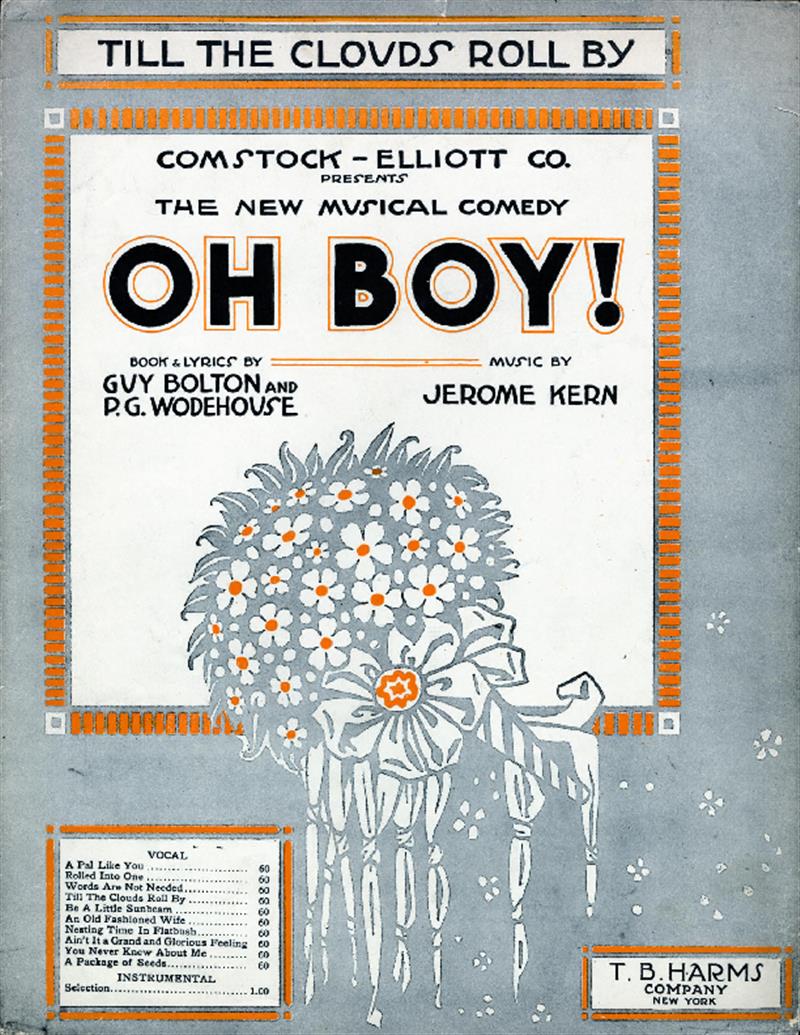 TILL THE CLOUDS ROLL BY
COMSTOCK - ELLIOTT CO.
PRESENTS
THE NEW MUSICAL COMEDY
OH BOY!
BOOK & LYRICS BY
GUY BOLTON AND
P.G. WODEHOUSE
MUSIC BY
JEROME KERN
VOCAL
A Pal Like You .................. 60
Rolled Into One .................. 60
Words Are Not Needed.............. 60
Till The Clouds Roll By .......... 60
Be A Little Sunbeam .............. 60
An Old Fashioned Wife ............ 60
Nesting Time In Flatbush.......... 60
Ain't It a Grand and Glorious Feeling 60
You Never Knew About Me .......... 60
A Package of Seeds................ 60
INSTRUMENTAL
Selection......................... 1.00
T. B. HARMS
COMPANY
NEW YORK